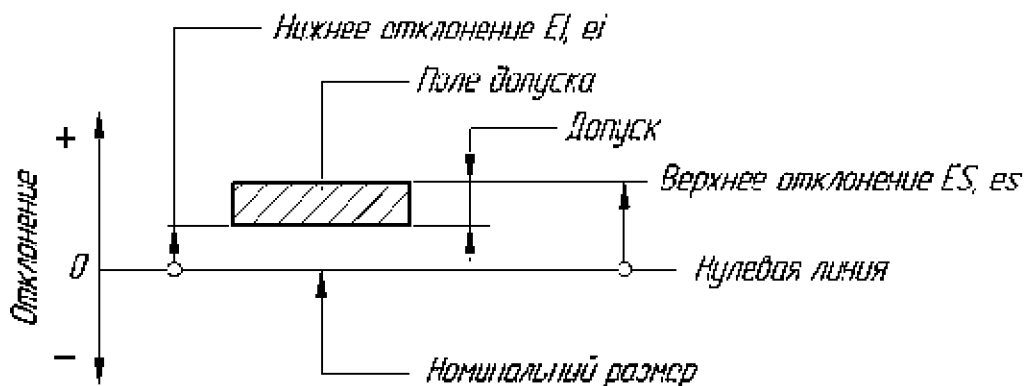 Нижнее отклонение EI, ei
Поле допуска
Допуск
+
Верхнее отклонение ES, es
Отклонение
0
Нулевая линия
−
Номинальный размер